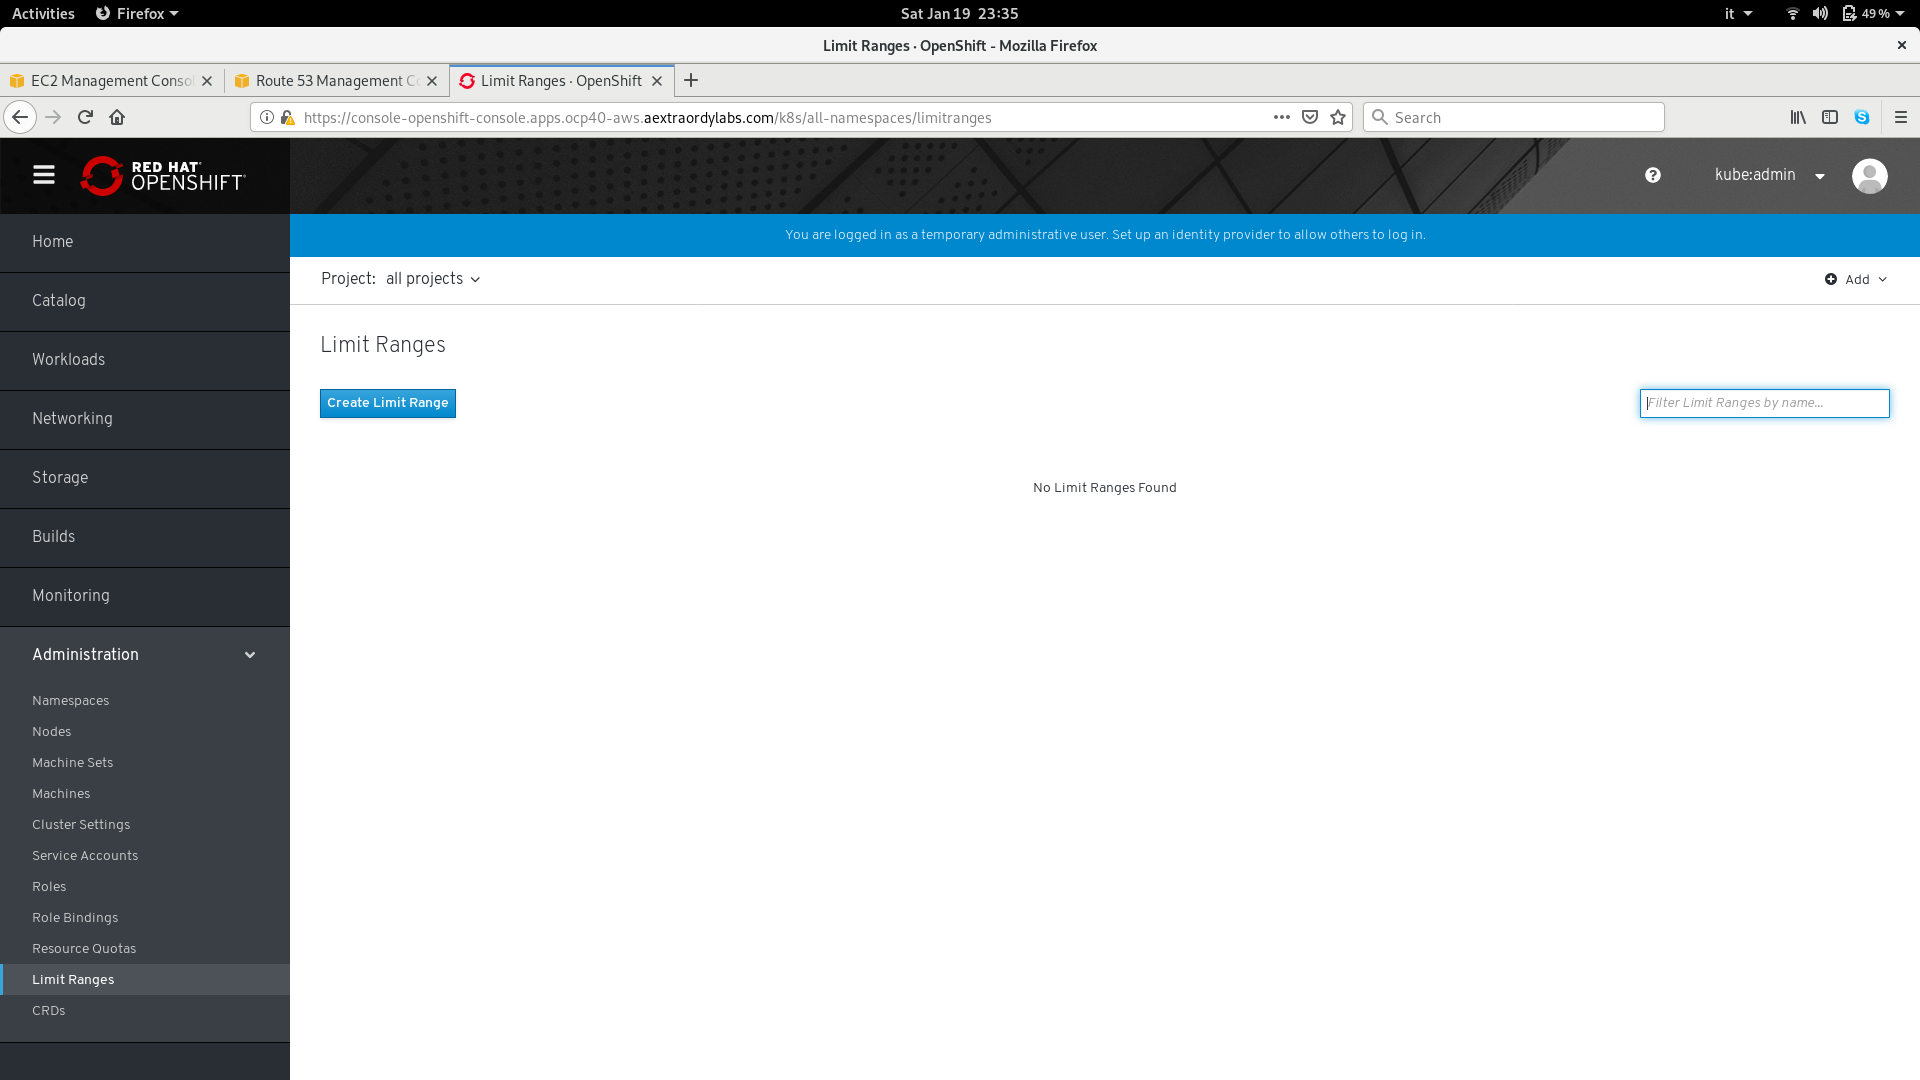 Activities Firefox Sat Jan 19 23:35 it 49%
Limit Ranges · OpenShift - Mozilla Firefox
EC2 Management Consol Route 53 Management C Limit Ranges · OpenShift
https://console-openshift-console.apps.ocp40-aws.aextraordylabs.com/k8s/all-namespaces/limitranges Search
RED HAT
OPENSHIFT
kube:admin
You are logged in as a temporary administrative user. Set up an identity provider to allow others to log in.
Project: all projects Add
Limit Ranges
Create Limit Range Filter Limit Ranges by name...
No Limit Ranges Found
Home
Catalog
Workloads
Networking
Storage
Builds
Monitoring
Administration
Namespaces
Nodes
Machine Sets
Machines
Cluster Settings
Service Accounts
Roles
Role Bindings
Resource Quotas
Limit Ranges
CRDs